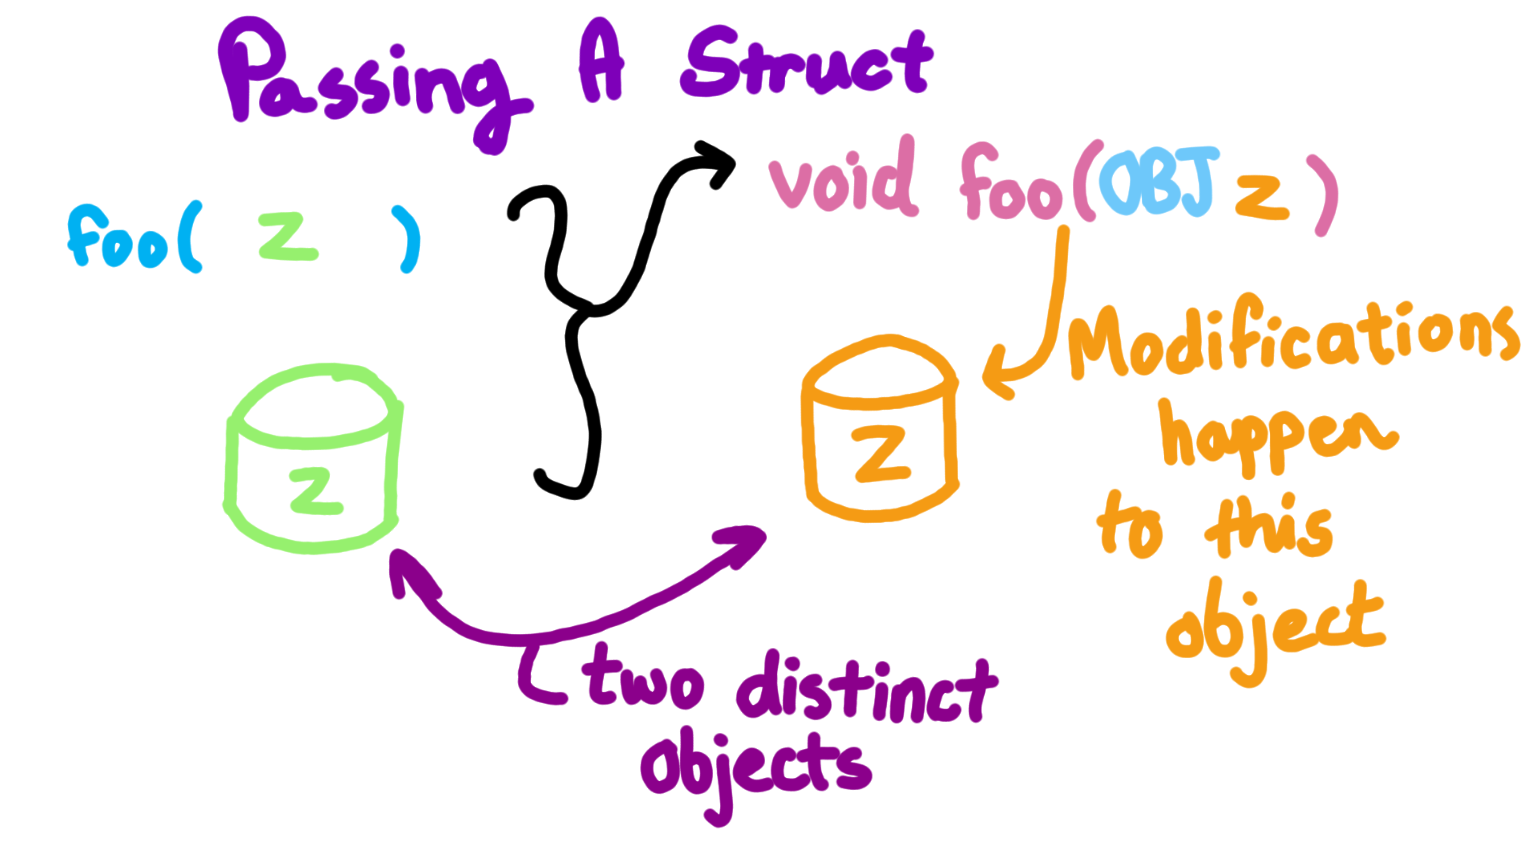 Passing A Struct
foo( z )
void foo(OBJ z )
z
z
Modifications
happen
to this
object
two distinct
objects